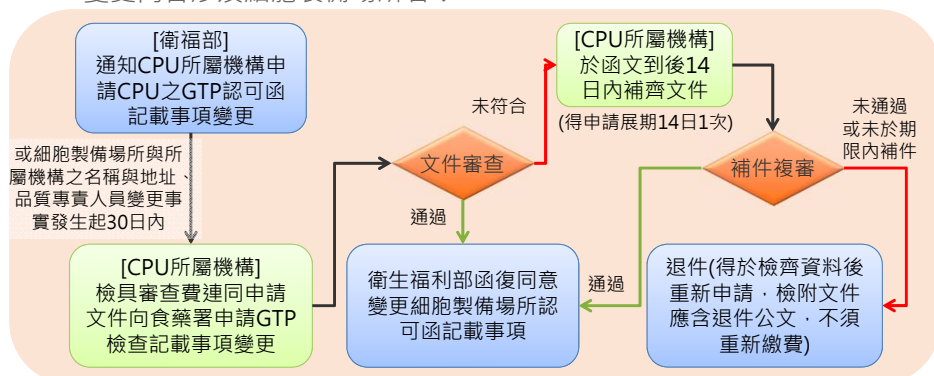 [衛福部]
通知CPU所屬機構申
請CPU之GTP認可函
記載事項變更
或細胞製備場所與所
屬機構之名稱與地址、
品質專責人員變更事
實發生起30日內
[CPU所屬機構]
檢具審查費連同申請
文件向食藥署申請GTP
檢查記載事項變更
文件審查
未符合
通過
[CPU所屬機構]
於函文到後14
日內補齊文件
(得申請展期14日1次)
補件複審
未通過
或未於期
限內補件
通過
衛生福利部函復同意
變更細胞製備場所認
可函記載事項
退件(得於檢齊資料後
重新申請，檢附文件
應含退件公文，不須
重新繳費)